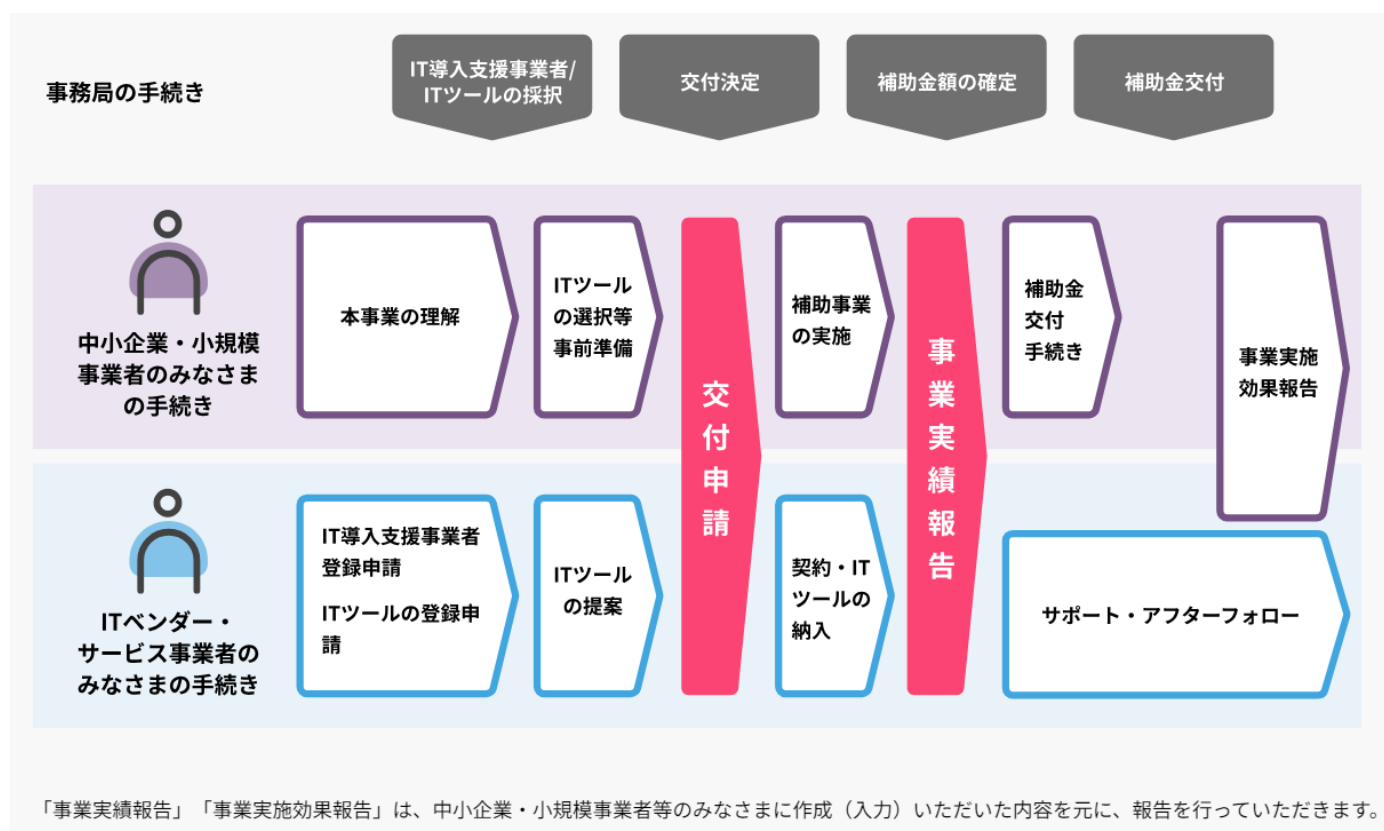 事務局の手続き
IT導入支援事業者/
ITツールの採択
交付決定
補助金額の確定
補助金交付
中小企業・小規模
事業者のみなさま
の手続き
本事業の理解
ITツール
の選択等
事前準備
交付申請
補助事業
の実施
事業実績報告
補助金
交付
手続き
事業実施
効果報告
ITベンダー・
サービス事業者の
みなさまの手続き
IT導入支援事業者
登録申請
ITツールの登録申
請
ITツール
の提案
契約・IT
ツールの
納入
サポート・アフターフォロー
「事業実績報告」「事業実施効果報告」は、中小企業・小規模事業者等のみなさまに作成（入力）いただいた内容を元に、報告を行っていただきます。